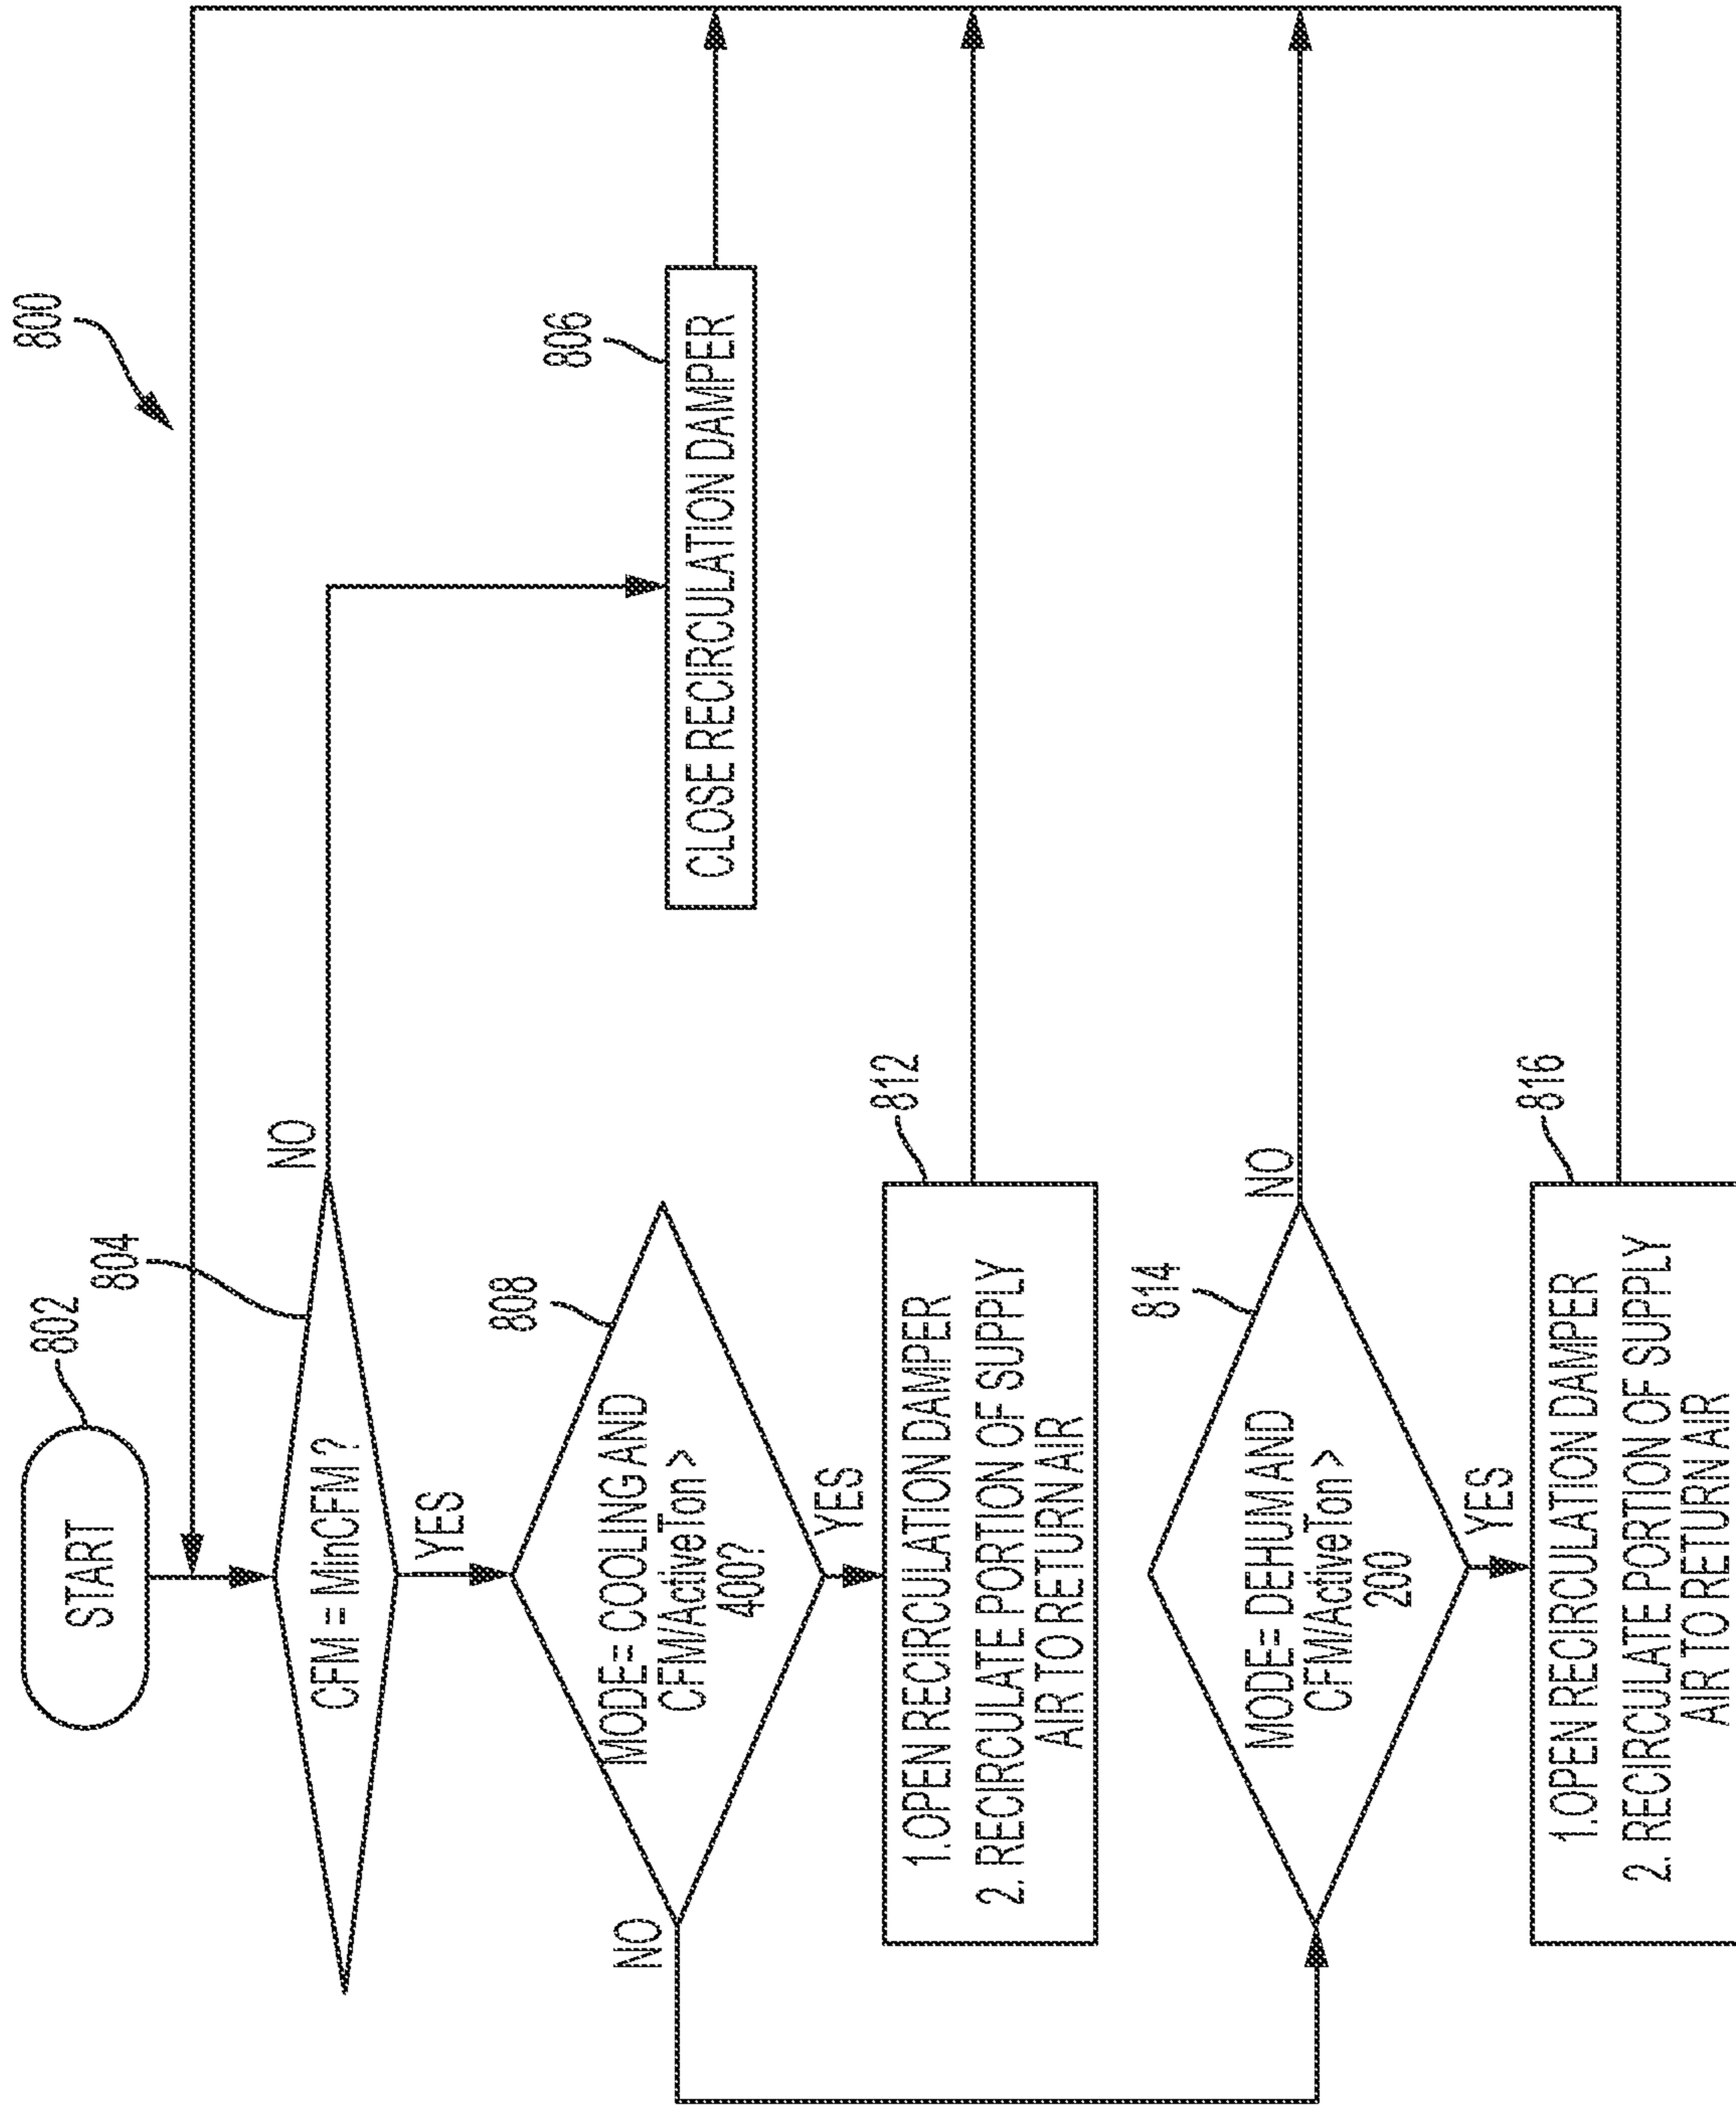 800
START
802
804
CFM = MinCFM ?
NO
YES
806
CLOSE RECIRCULATION DAMPER
808
MODE= COOLING AND
CFM/ActiveTon >
400?
NO
YES
812
1.OPEN RECIRCULATION DAMPER
2. RECIRCULATE PORTION OF SUPPLY
AIR TO RETURN AIR
814
MODE= DEHUM AND
CFM/ActiveTon >
200
NO
YES
816
1.OPEN RECIRCULATION DAMPER
2. RECIRCULATE PORTION OF SUPPLY
AIR TO RETURN AIR